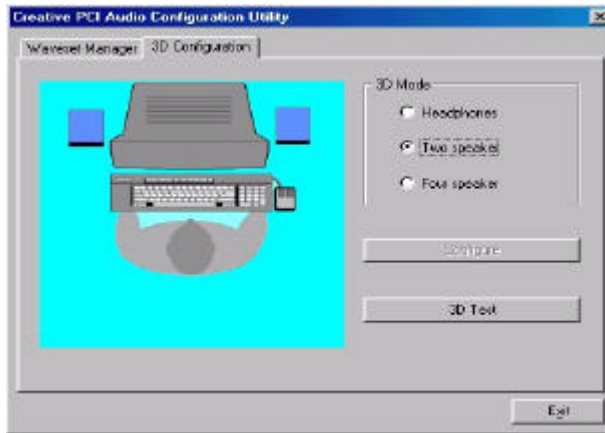 Creative PCI Audio Configuration Utility
Waveset Manager
3D Configuration
3D Mode
Headphones
Two speaker
Four speaker
Configure
3D Test
Exit